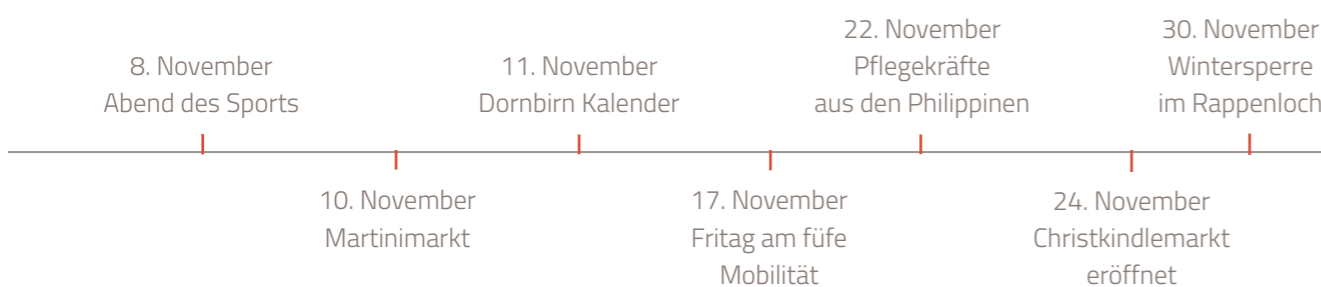 8. November
Abend des Sports
10. November
Martinimarkt
11. November
Dornbirn Kalender
17. November
Fritag am füfe
Mobilität
22. November
Pflegekräfte
aus den Philippinen
24. November
Christkindlemarkt
eröffnet
30. November
Wintersperre
im Rappenloch